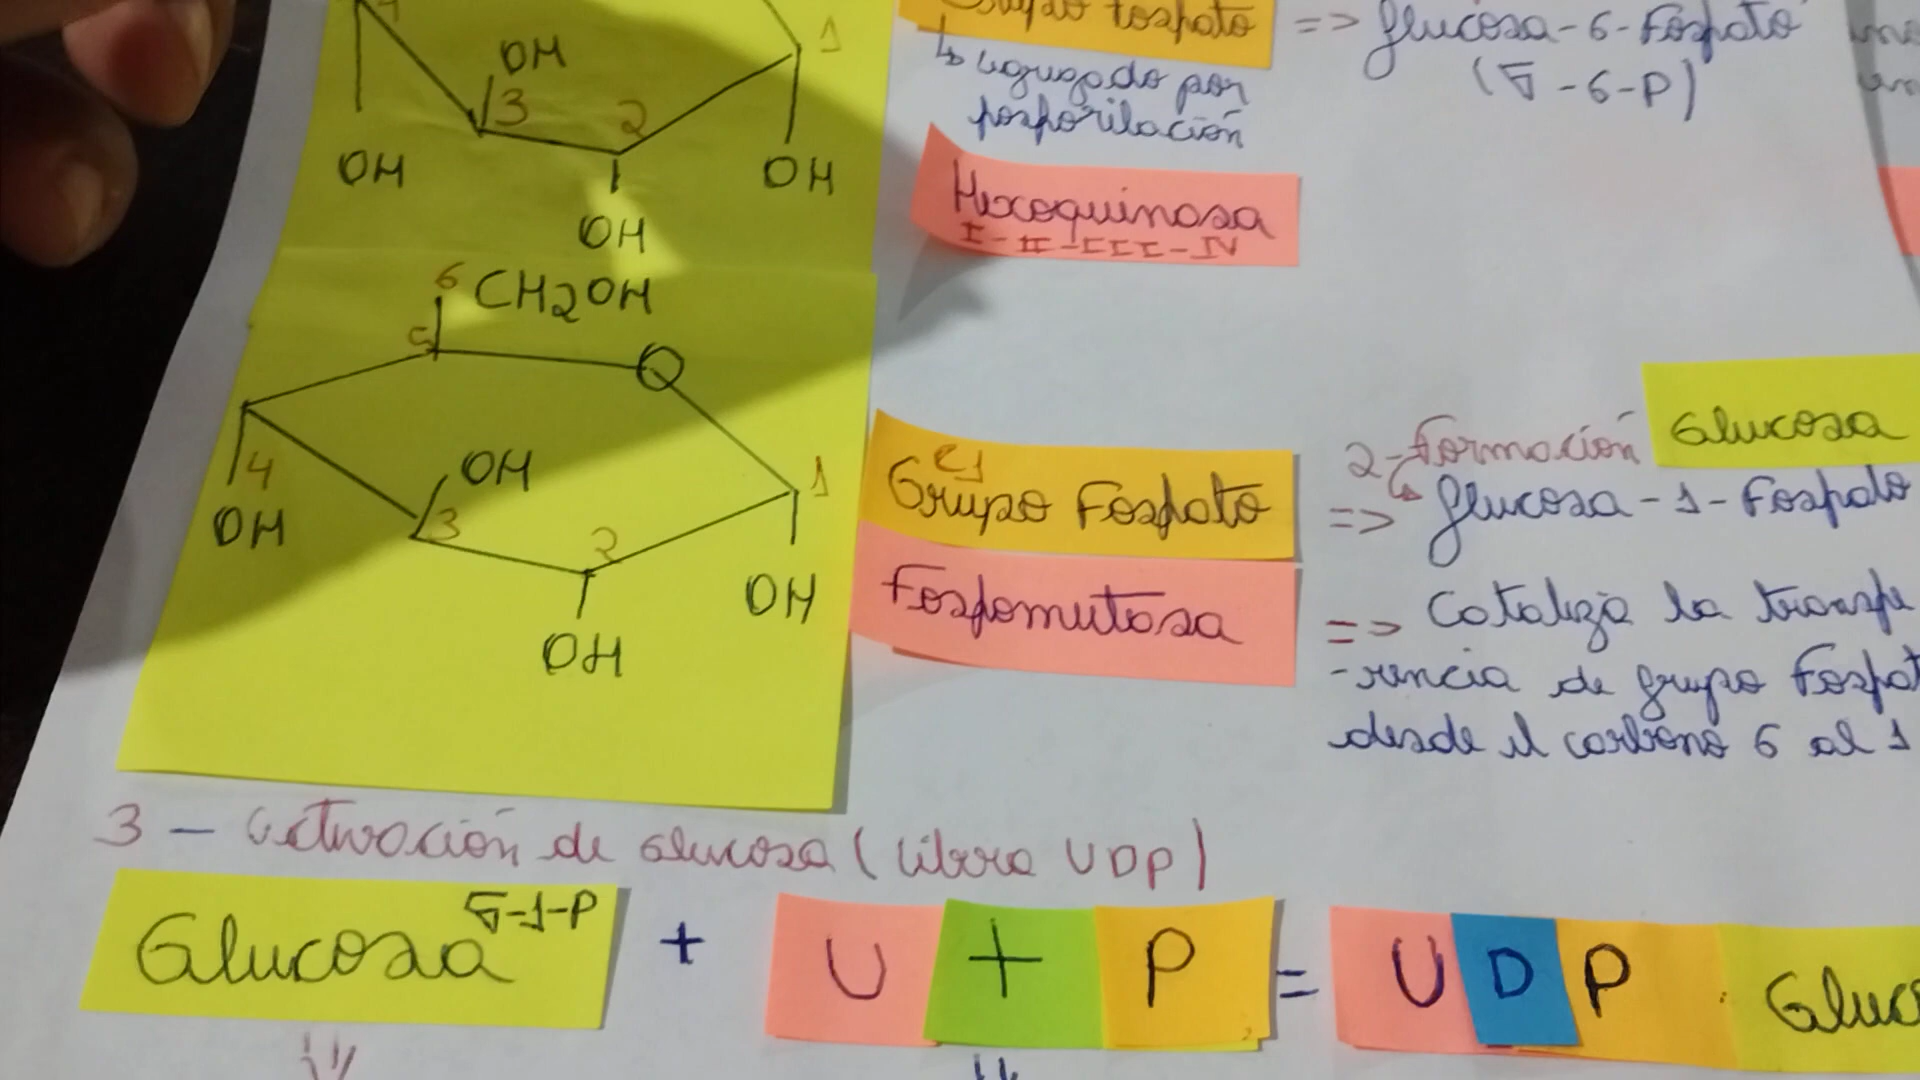 4
1
OH
3
2
OH
OH
OH
Grupo fosfato
agregado por
fosforilación
=> glucosa-6-Fosfato
(G-6-P)
Hexoquinasa
I-II-III-IV
6 CH2OH
5
O
4
OH
OH
3
2
1
OH
OH
C1
Grupo Fosfato
Fosfomutasa
2-Formación Glucosa
=> glucosa-1-Fosfato
=> Cataliza la transfe
-rencia de grupo Fosfat
desde el carbono 6 al 1
3 - activación de glucosa (libera UDP)
Glucosa G-1-P + U T P = U D P Gluc